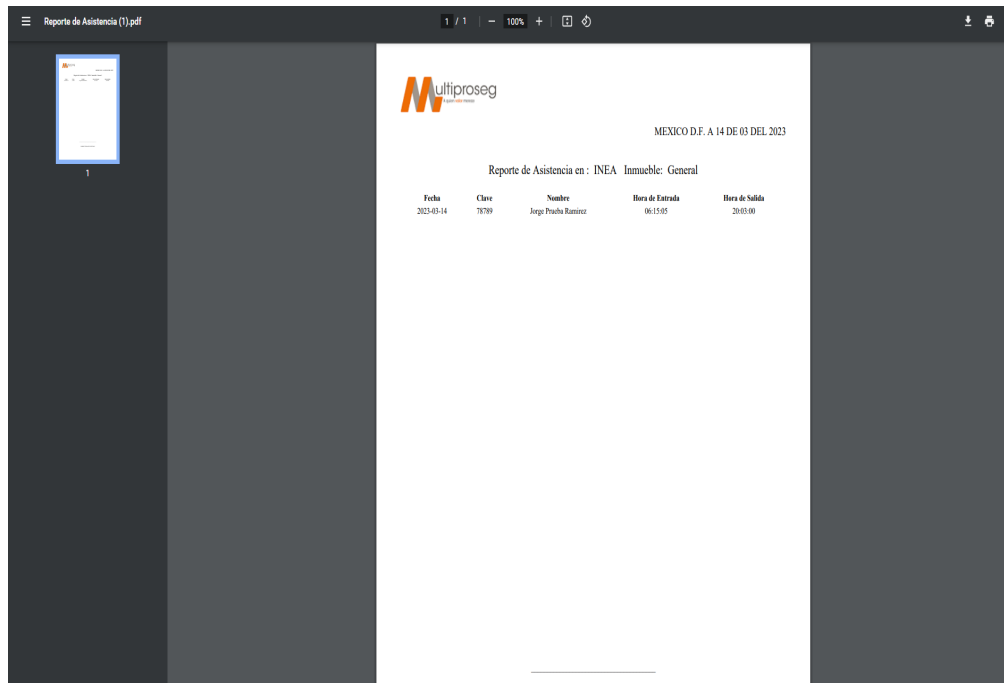 Reporte de Asistencia (1).pdf
1 / 1
100%
1
Multiproseg
MEXICO D.F. A 14 DE 03 DEL 2023
Reporte de Asistencia en : INEA Inmueble: General
Fecha Clave Nombre Hora de Entrada Hora de Salida
2023-03-14 78789 Jorge Prueba Ramirez 06:15:05 20:03:00